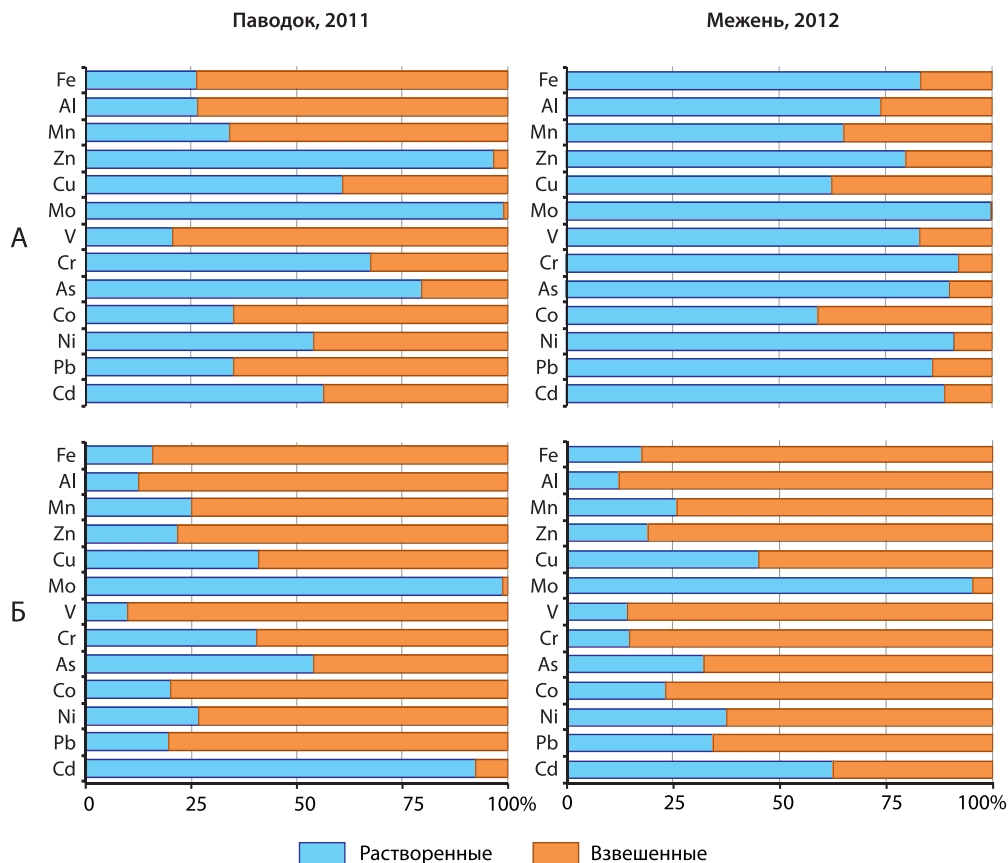 Паводок, 2011
Межень, 2012
А
Fe
Al
Mn
Zn
Cu
Mo
V
Cr
As
Co
Ni
Pb
Cd
Fe
Al
Mn
Zn
Cu
Mo
V
Cr
As
Co
Ni
Pb
Cd
Б
Fe
Al
Mn
Zn
Cu
Mo
V
Cr
As
Co
Ni
Pb
Cd
0 25 50 75 100%
Fe
Al
Mn
Zn
Cu
Mo
V
Cr
As
Co
Ni
Pb
Cd
0 25 50 75 100%
Растворенные
Взвешенные